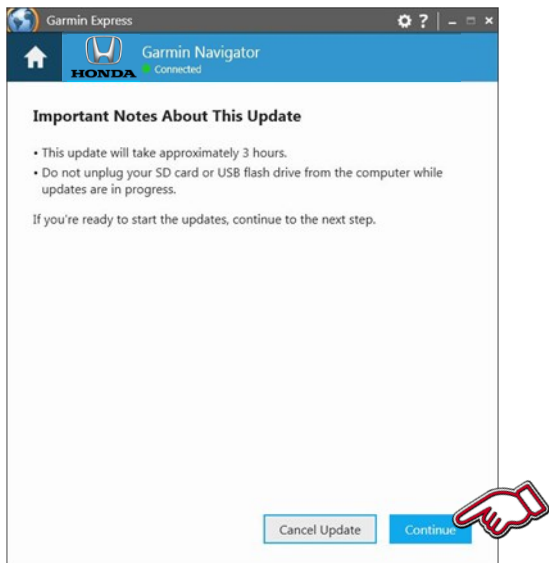 Garmin Express
?
HONDA
Garmin Navigator
Connected
Important Notes About This Update
• This update will take approximately 3 hours.
• Do not unplug your SD card or USB flash drive from the computer while
updates are in progress.
If you're ready to start the updates, continue to the next step.
Cancel Update
Continue